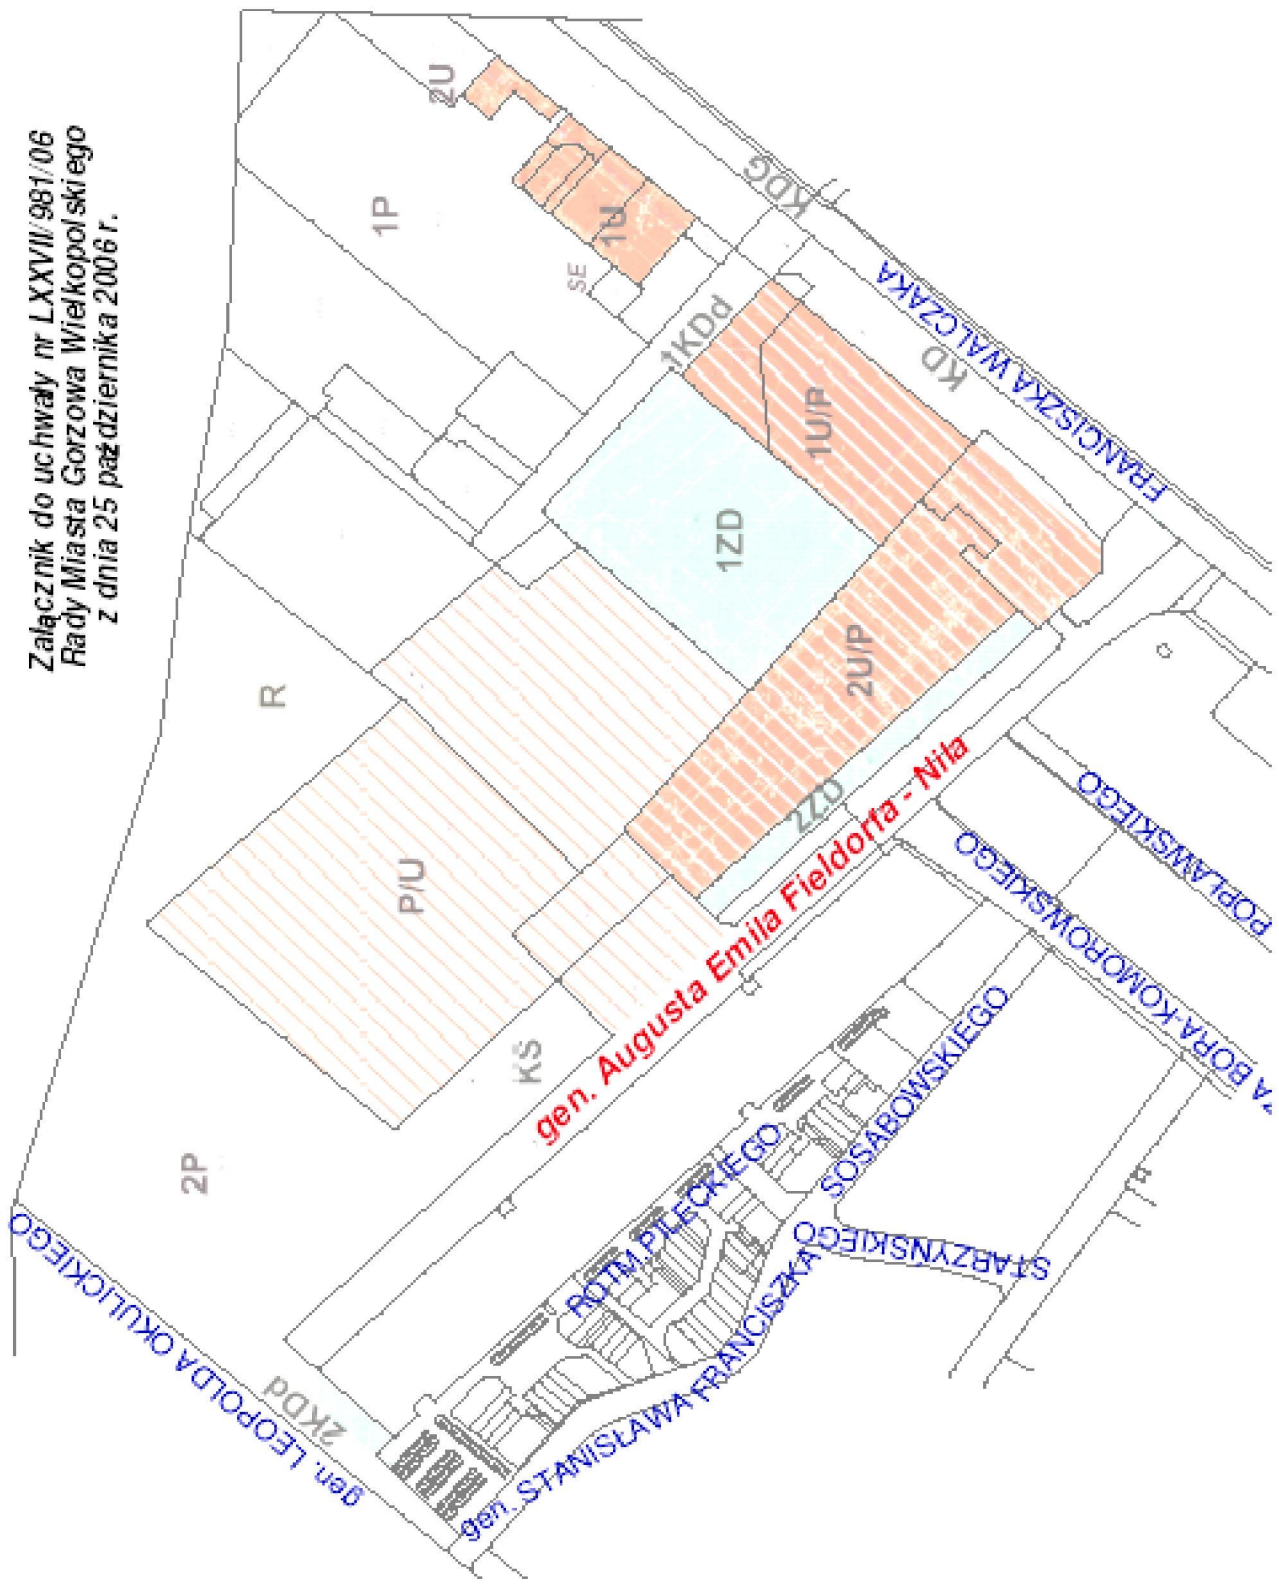 Załącznik do uchwały nr LXXVII/981/06
Rady Miasta Gorzowa Wielkopolskiego
z dnia 25 października 2006 r.
2U
1P
1U
SE
KDG
1KDd
FRANCISZKA WALCZAKA
KD
1U/P
1ZD
R
2U/P
2ZD
P/U
gen. Augusta Emila Fieldorfa - Nila
POPŁAWSKIEGO
BORA-KOMOROWSKIEGO
KS
2P
SOSABOWSKIEGO
ROTM.PILECKIEGO
STARZYŃSKIEGO
gen. STANISŁAWA FRANCISZKA
gen. LEOPOLDA OKULICKIEGO
2KDd